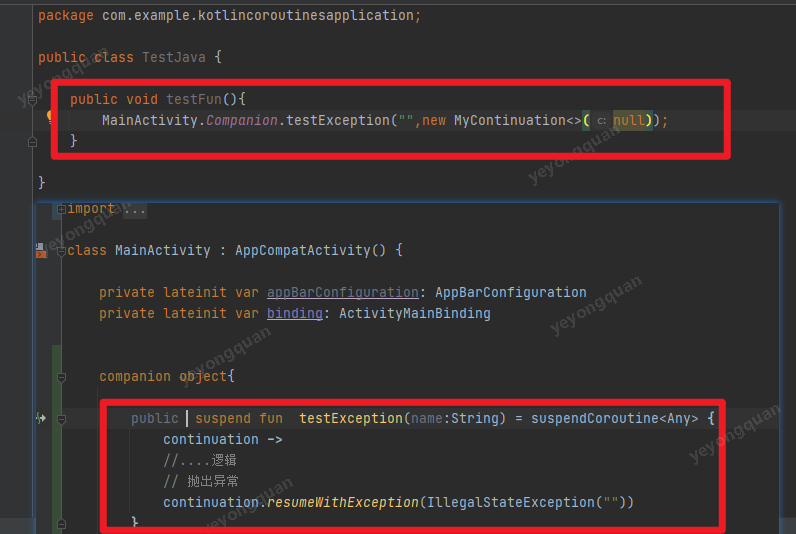 package com.example.kotlincoroutinesapplication;
public class TestJava {
public void testFun(){
MainActivity.Companion.testException("",new MyContinuation<>( c: null));
}
}
import ...
class MainActivity : AppCompatActivity() {
private lateinit var appBarConfiguration: AppBarConfiguration
private lateinit var binding: ActivityMainBinding
companion object{
public suspend fun testException(name:String) = suspendCoroutine<Any> {
continuation ->
//....逻辑
// 抛出异常
continuation.resumeWithException(IllegalStateException(""))
}
yeyongquan
yeyongquan
yeyongquan
yeyongquan
yeyongquan
yeyongquan
yeyongquan